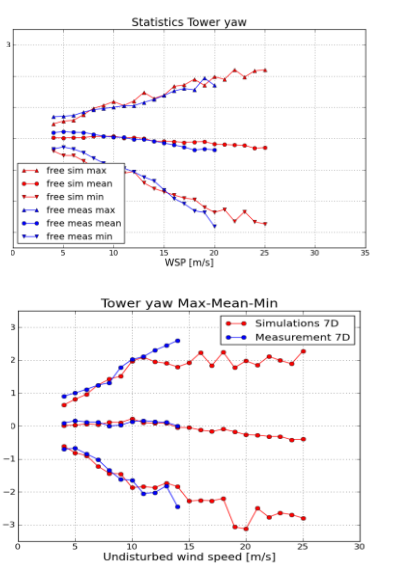 Statistics Tower yaw
3
free sim max
free sim mean
free sim min
free meas max
free meas mean
free meas min
0 5 10 15 20 25 30 35
WSP [m/s]
Tower yaw Max-Mean-Min
Simulations 7D
Measurement 7D
3
2
1
0
−1
−2
−3
0 5 10 15 20 25 30
Undisturbed wind speed [m/s]